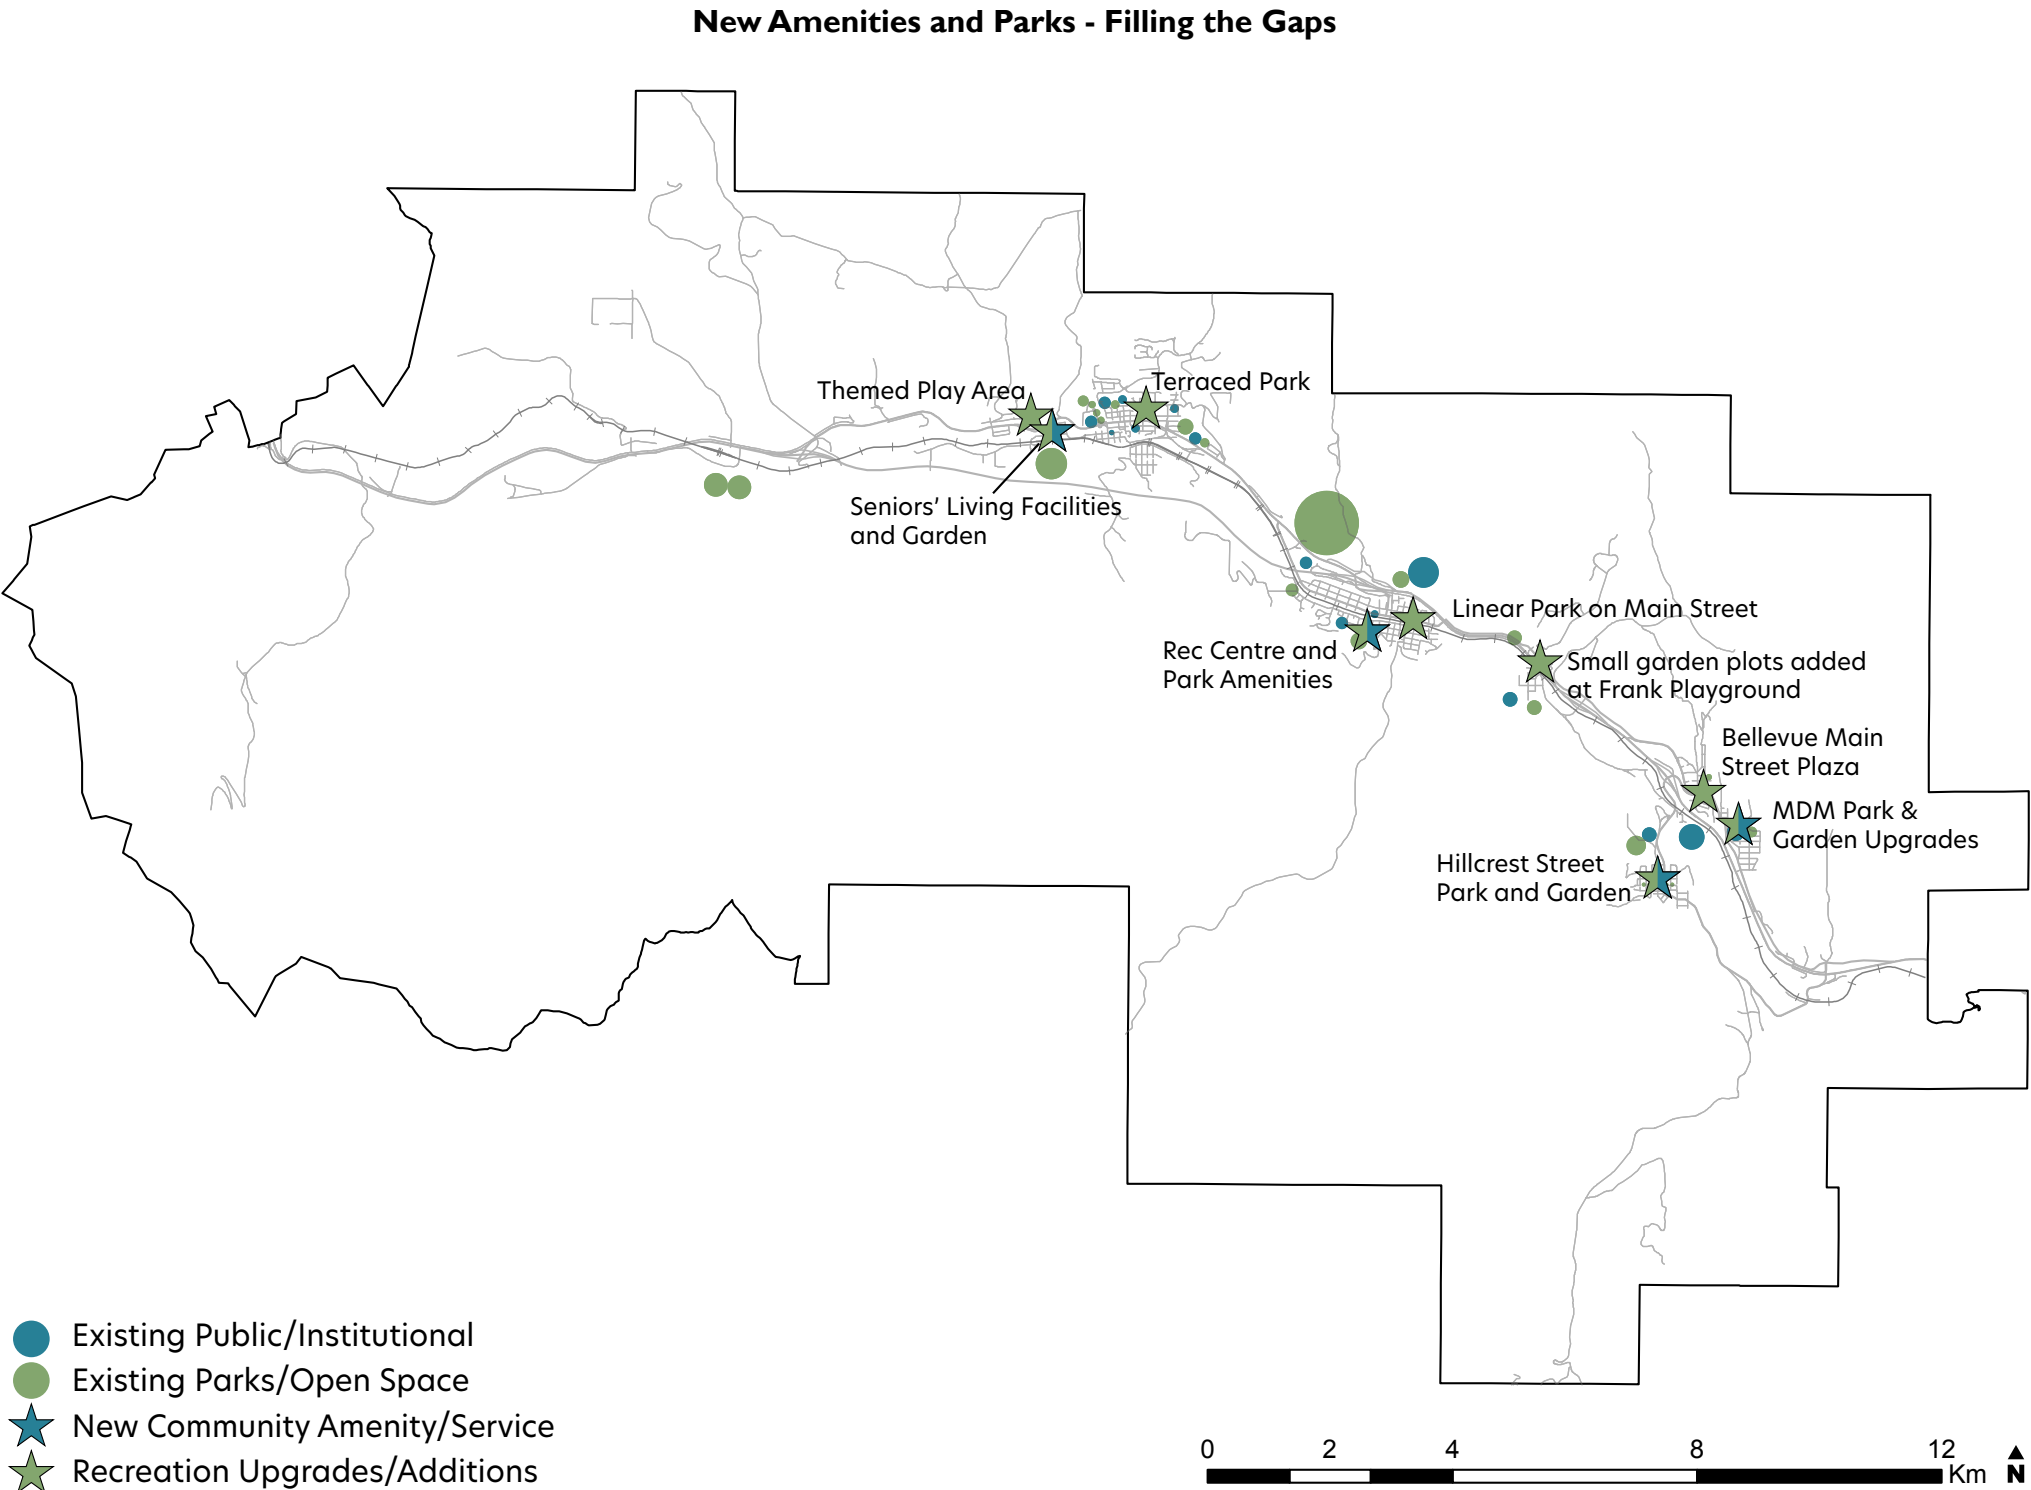 New Amenities and Parks - Filling the Gaps
Themed Play Area
Terraced Park
Seniors’ Living Facilities
and Garden
Linear Park on Main Street
Rec Centre and
Park Amenities
Small garden plots added
at Frank Playground
Bellevue Main
Street Plaza
MDM Park &
Garden Upgrades
Hillcrest Street
Park and Garden
Existing Public/Institutional
Existing Parks/Open Space
New Community Amenity/Service
Recreation Upgrades/Additions
0 2 4 8 12
Km N